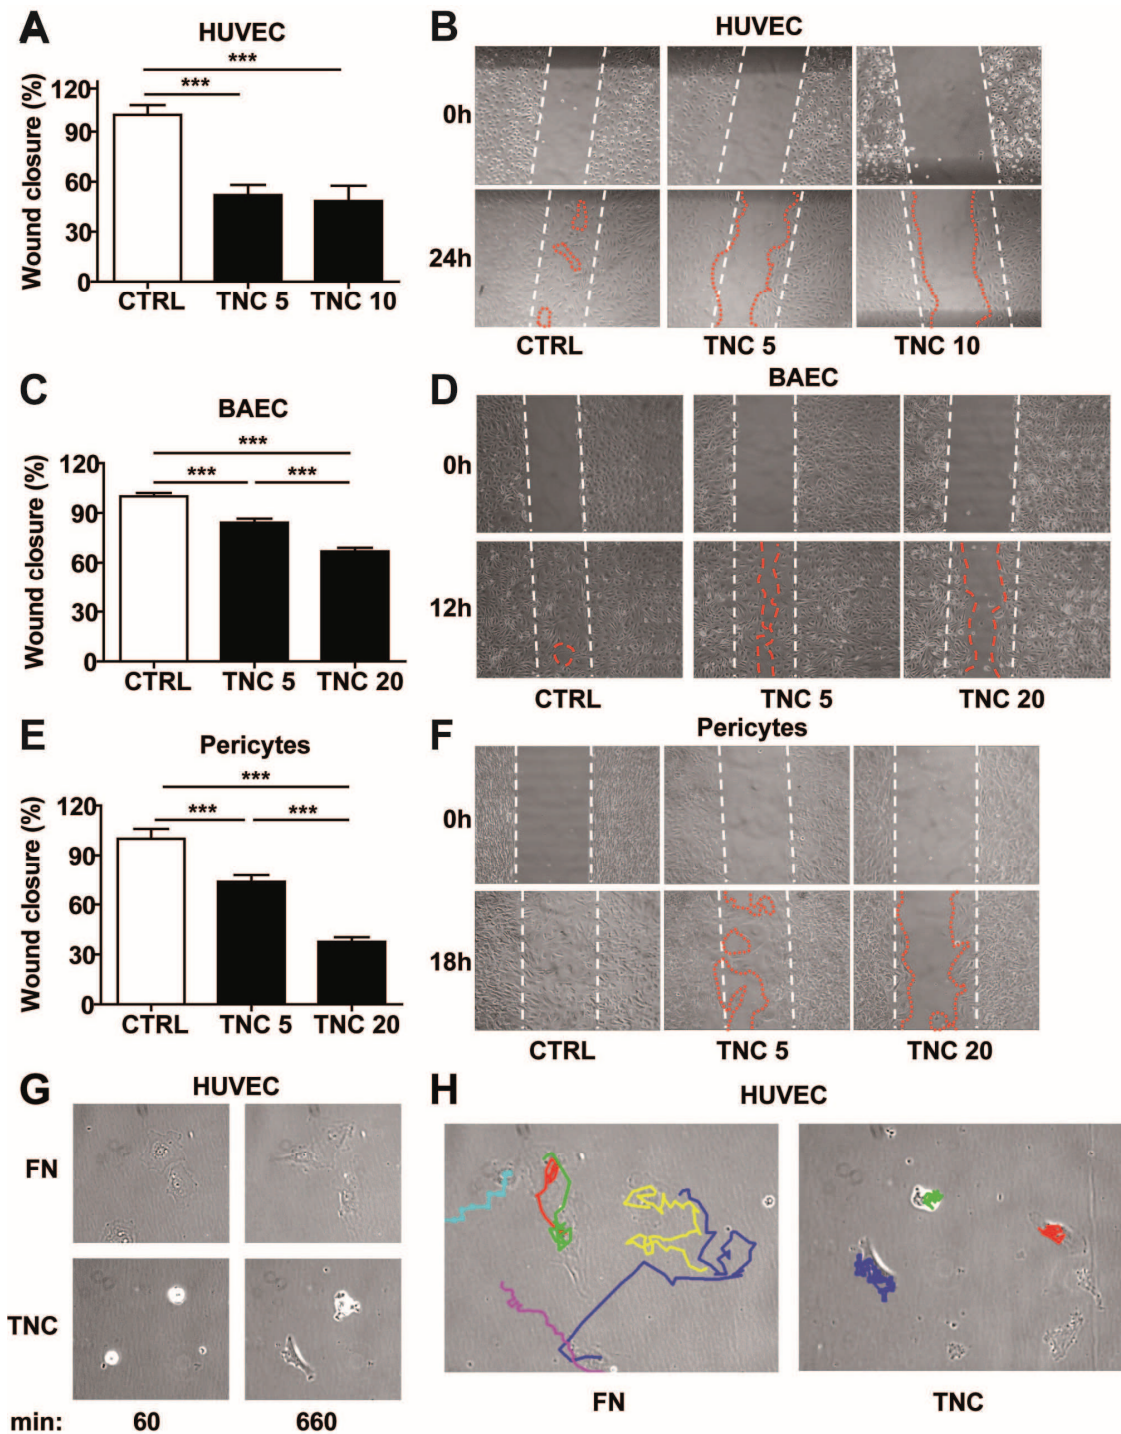 A
HUVEC
***
***
Wound closure (%)
120
90
60
30
0
CTRL TNC 5 TNC 10
B
HUVEC
0h
24h
CTRL TNC 5 TNC 10
C
BAEC
***
*** ***
Wound closure (%)
120
90
60
30
0
CTRL TNC 5 TNC 20
D
BAEC
0h
12h
CTRL TNC 5 TNC 20
E
Pericytes
***
*** ***
Wound closure (%)
120
90
60
30
0
CTRL TNC 5 TNC 20
F
Pericytes
0h
18h
CTRL TNC 5 TNC 20
G
HUVEC
FN
TNC
min: 60 660
H
HUVEC
FN TNC